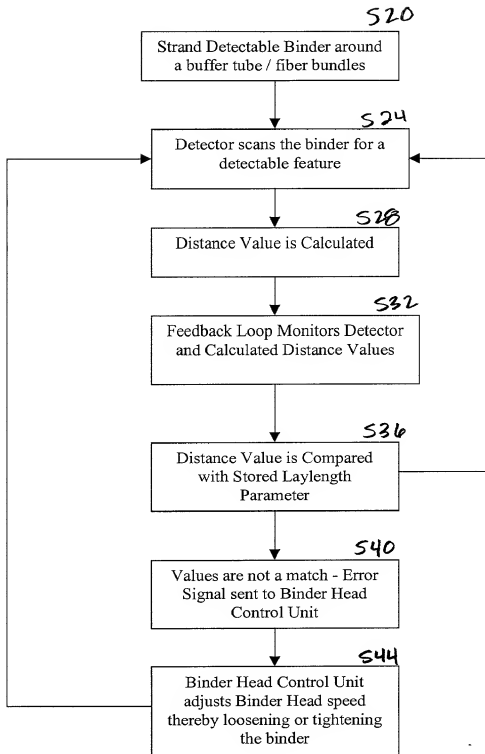 S20
Strand Detectable Binder around
a buffer tube / fiber bundles
S24
Detector scans the binder for a
detectable feature
S28
Distance Value is Calculated
S32
Feedback Loop Monitors Detector
and Calculated Distance Values
S36
Distance Value is Compared
with Stored Laylength
Parameter
S40
Values are not a match - Error
Signal sent to Binder Head
Control Unit
S44
Binder Head Control Unit
adjusts Binder Head speed
thereby loosening or tightening
the binder